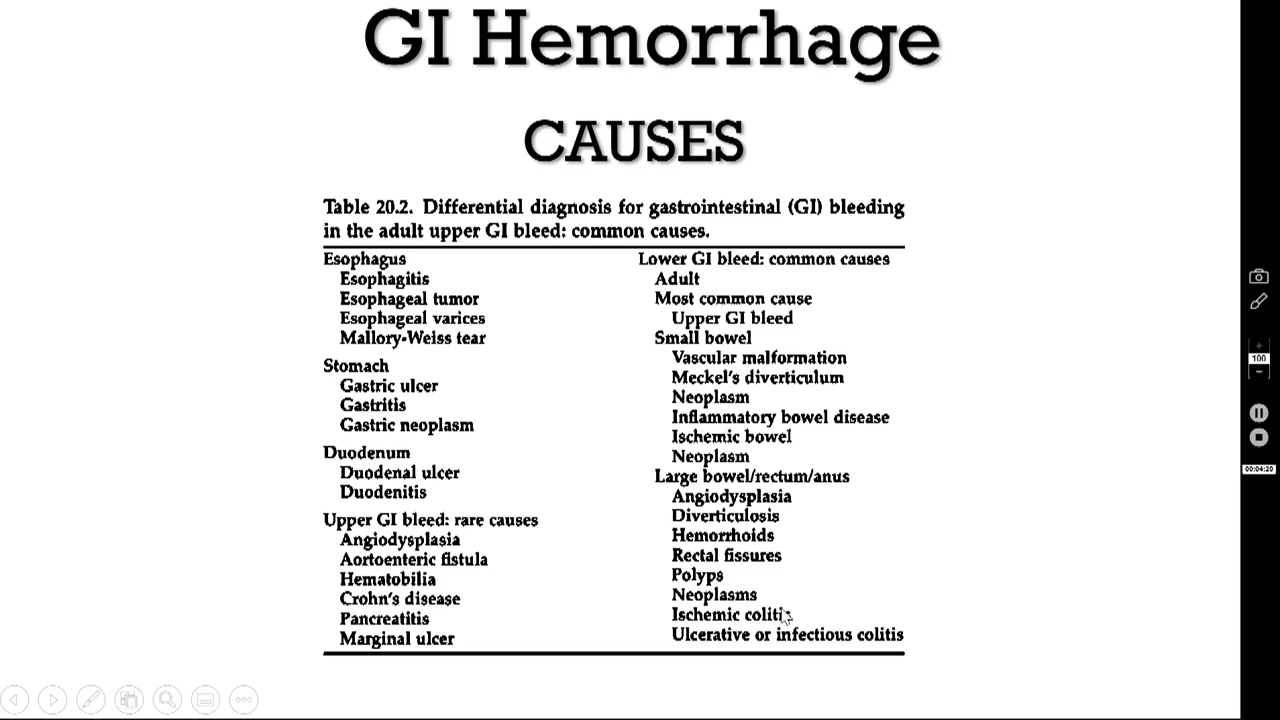 GI Hemorrhage
CAUSES
Table 20.2. Differential diagnosis for gastrointestinal (GI) bleeding
in the adult upper GI bleed: common causes.
Esophagus
Esophagitis
Esophageal tumor
Esophageal varices
Mallory-Weiss tear
Stomach
Gastric ulcer
Gastritis
Gastric neoplasm
Duodenum
Duodenal ulcer
Duodenitis
Upper GI bleed: rare causes
Angiodysplasia
Aortoenteric fistula
Hematobilia
Crohn's disease
Pancreatitis
Marginal ulcer
Lower GI bleed: common causes
Adult
Most common cause
Upper GI bleed
Small bowel
Vascular malformation
Meckel's diverticulum
Neoplasm
Inflammatory bowel disease
Ischemic bowel
Neoplasm
Large bowel/rectum/anus
Angiodysplasia
Diverticulosis
Hemorrhoids
Rectal fissures
Polyps
Neoplasms
Ischemic colitis
Ulcerative or infectious colitis
100
00:04:20